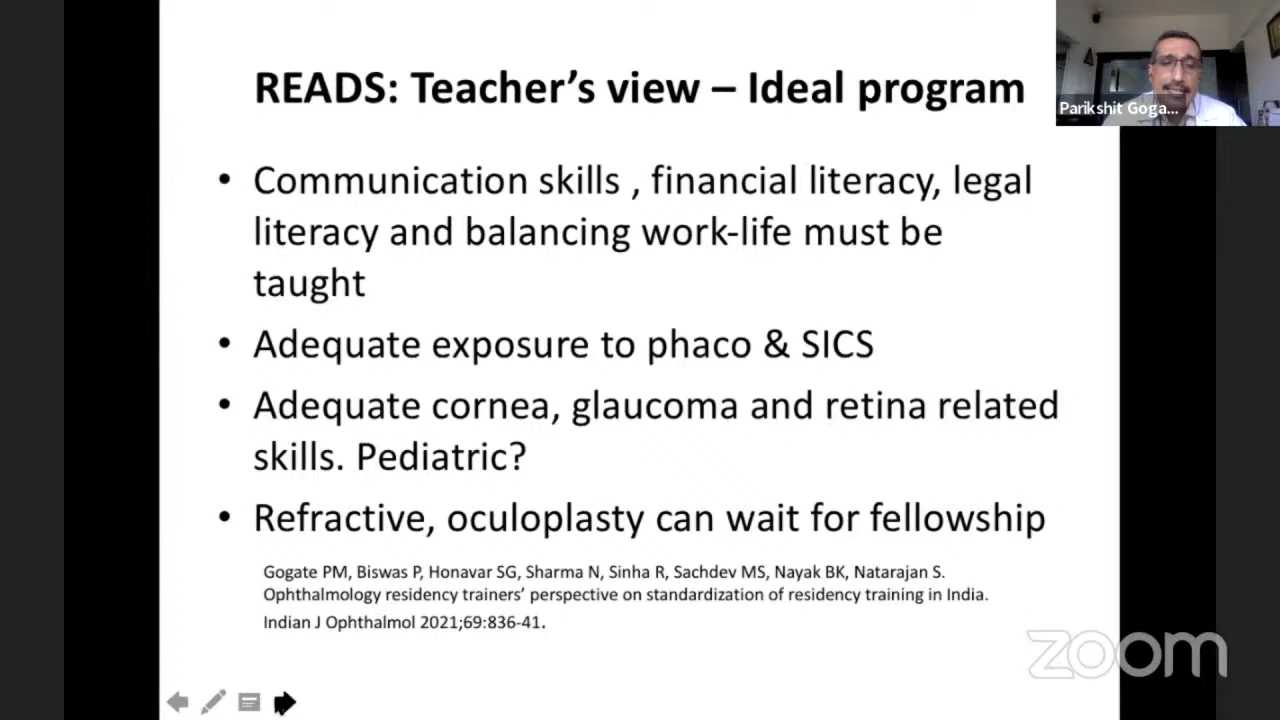 READS: Teacher's view – Ideal program
Parikshit Goga...
• Communication skills , financial literacy, legal
literacy and balancing work-life must be
taught
• Adequate exposure to phaco & SICS
• Adequate cornea, glaucoma and retina related
skills. Pediatric?
• Refractive, oculoplasty can wait for fellowship
Gogate PM, Biswas P, Honavar SG, Sharma N, Sinha R, Sachdev MS, Nayak BK, Natarajan S.
Ophthalmology residency trainers' perspective on standardization of residency training in India.
Indian J Ophthalmol 2021;69:836-41.
zoom